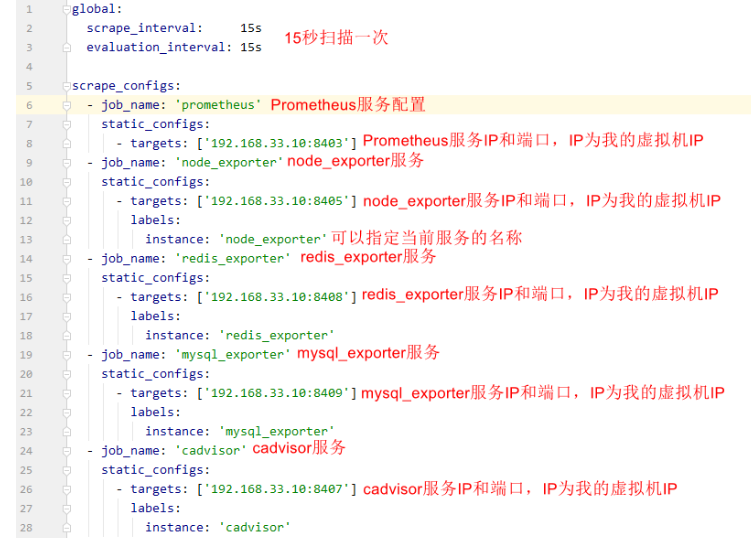 1 global:
2 scrape_interval: 15s
15秒扫描一次
3 evaluation_interval: 15s
4
5 scrape_configs:
6 - job_name: 'prometheus' Prometheus服务配置
7 static_configs:
8 - targets: ['192.168.33.10:8403'] Prometheus服务IP和端口，IP为我的虚拟机IP
9 - job_name: 'node_exporter' node_exporter服务
10 static_configs:
11 - targets: ['192.168.33.10:8405'] node_exporter服务IP和端口，IP为我的虚拟机IP
12 labels:
13 instance: 'node_exporter' 可以指定当前服务的名称
14 - job_name: 'redis_exporter' redis_exporter服务
15 static_configs:
16 - targets: ['192.168.33.10:8408'] redis_exporter服务IP和端口，IP为我的虚拟机IP
17 labels:
18 instance: 'redis_exporter'
19 - job_name: 'mysql_exporter' mysql_exporter服务
20 static_configs:
21 - targets: ['192.168.33.10:8409'] mysql_exporter服务IP和端口，IP为我的虚拟机IP
22 labels:
23 instance: 'mysql_exporter'
24 - job_name: 'cadvisor' cadvisor服务
25 static_configs:
26 - targets: ['192.168.33.10:8407'] cadvisor服务IP和端口，IP为我的虚拟机IP
27 labels:
28 instance: 'cadvisor'